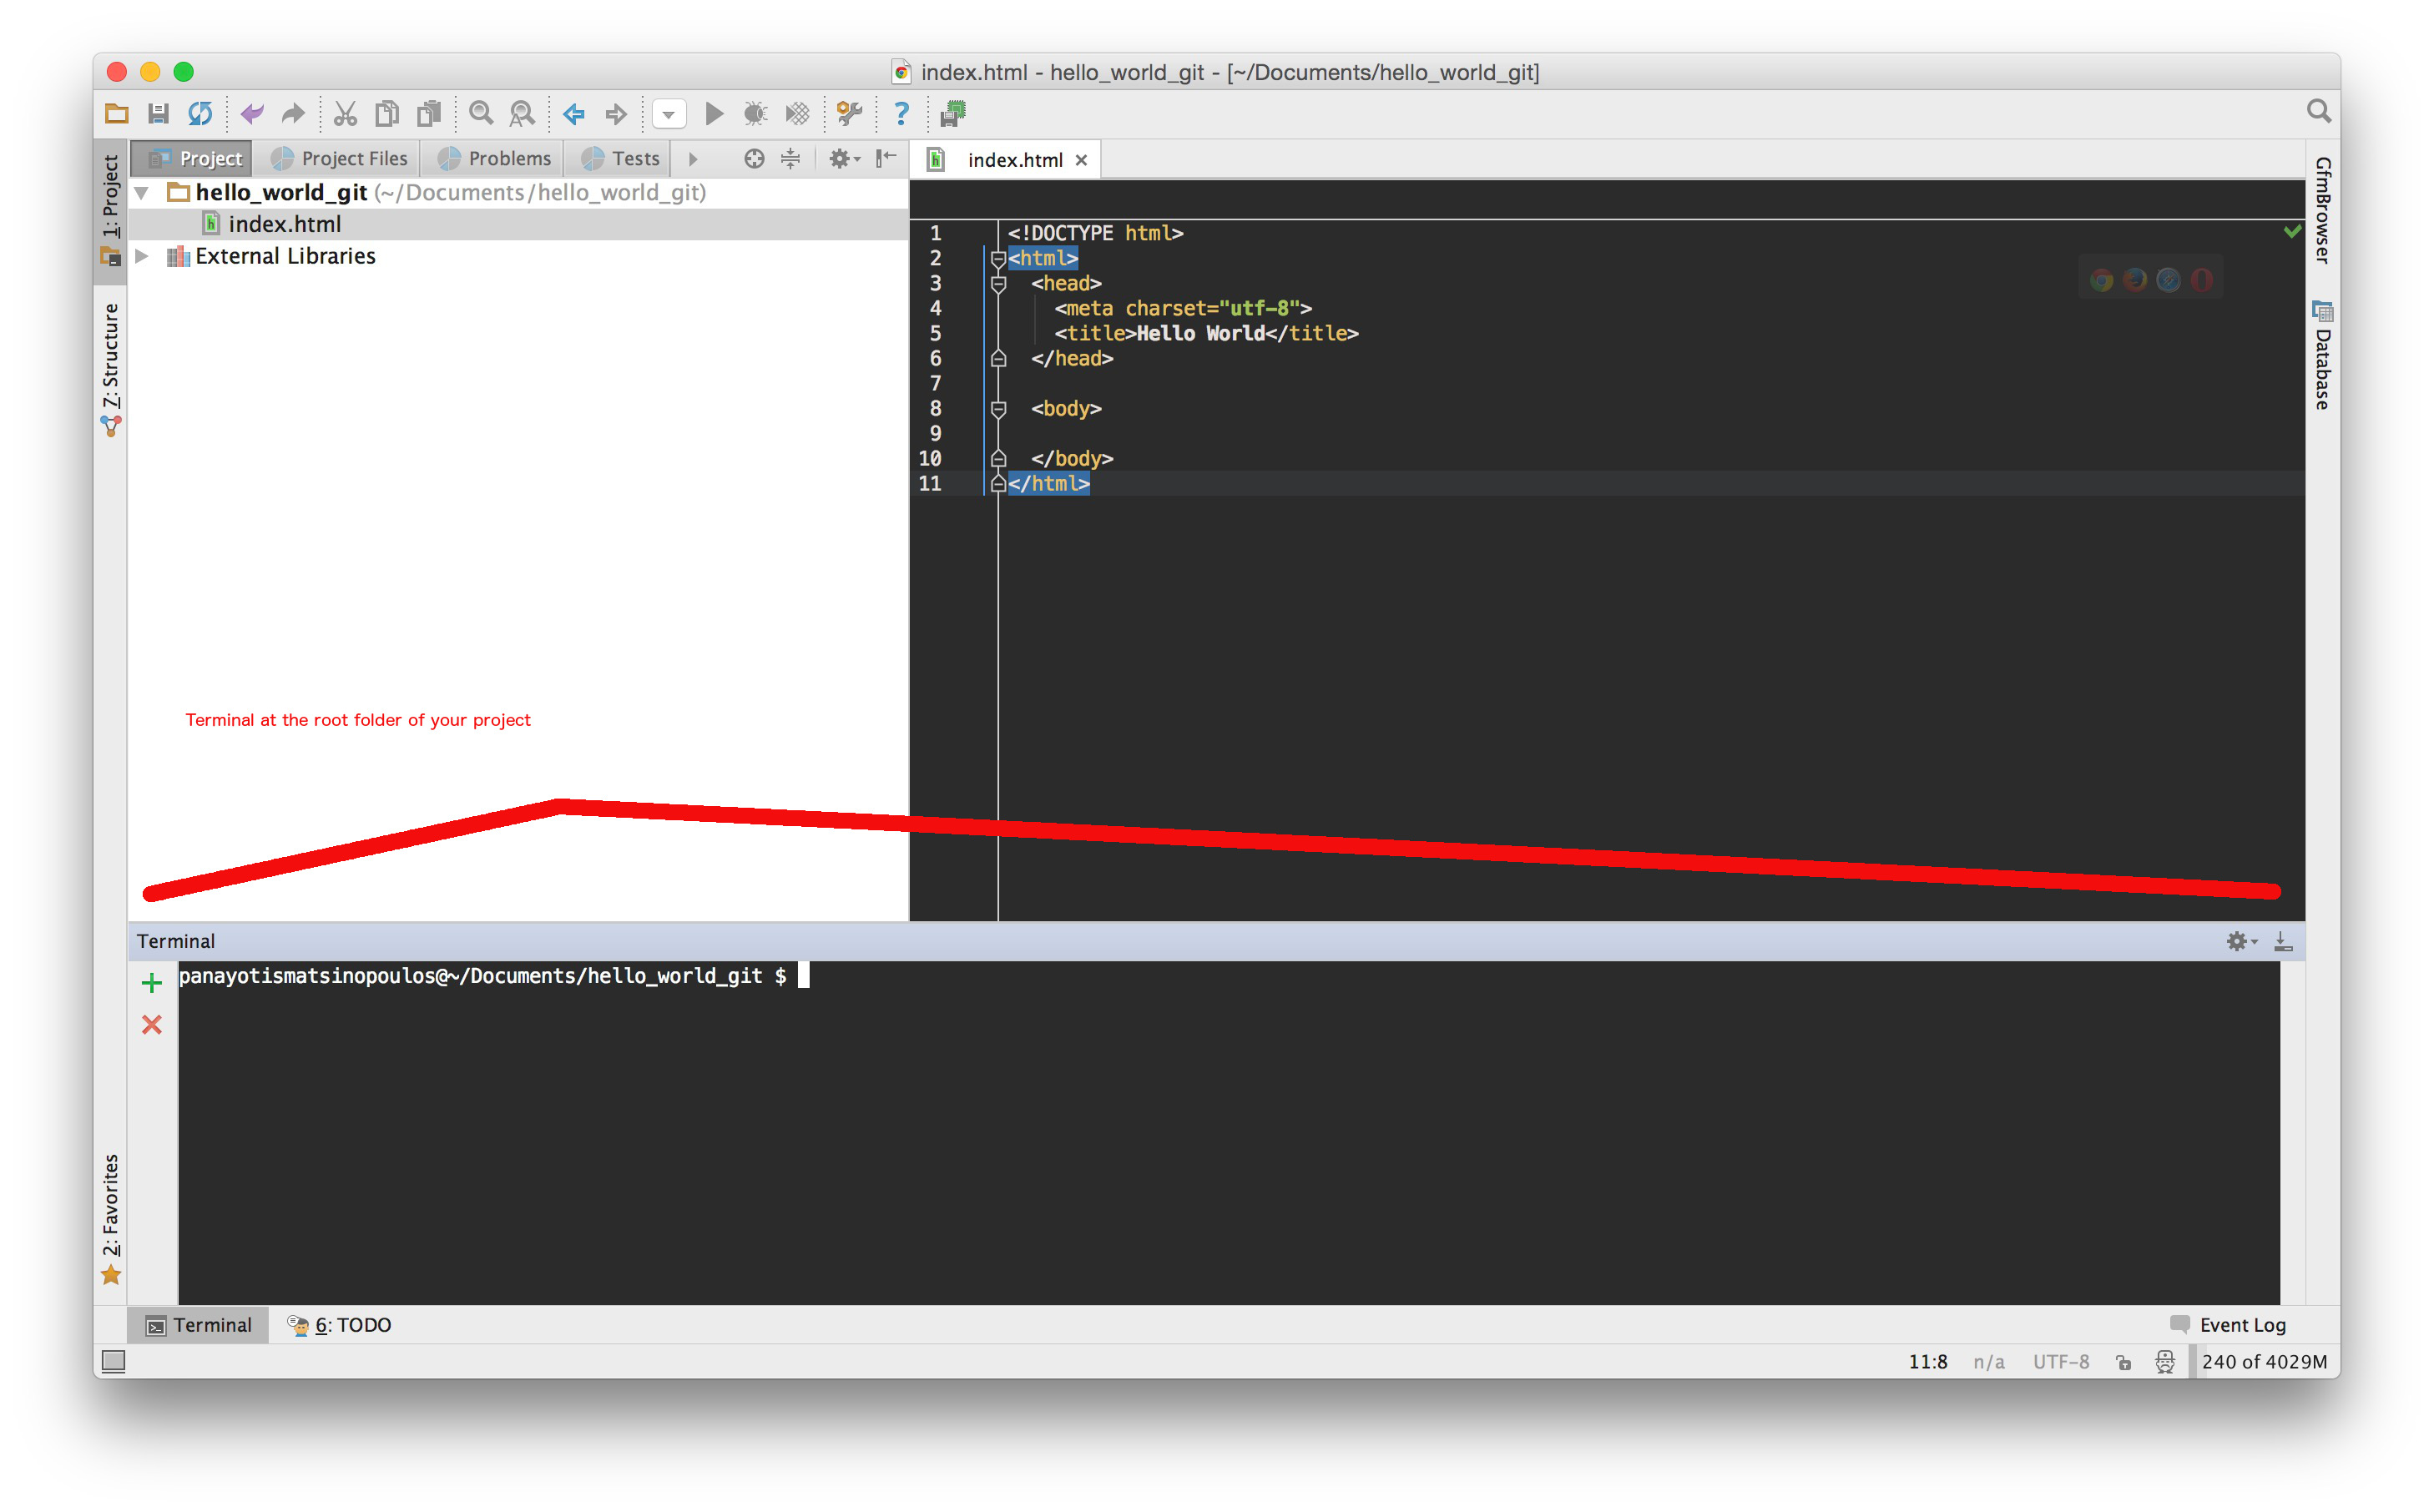 index.html - hello_world_git - [~/Documents/hello_world_git]
1: Project
7: Structure
2: Favorites
Project Project Files Problems Tests
hello_world_git (~/Documents/hello_world_git)
index.html
External Libraries
Terminal at the root folder of your project
index.html
1 <!DOCTYPE html>
2 <html>
3 <head>
4 <meta charset="utf-8">
5 <title>Hello World</title>
6 </head>
7
8 <body>
9
10 </body>
11 </html>
GfmBrowser
Database
Terminal
panayotismatsinopoulos@~/Documents/hello_world_git $
Terminal 6: TODO Event Log
11:8 n/a UTF-8 240 of 4029M